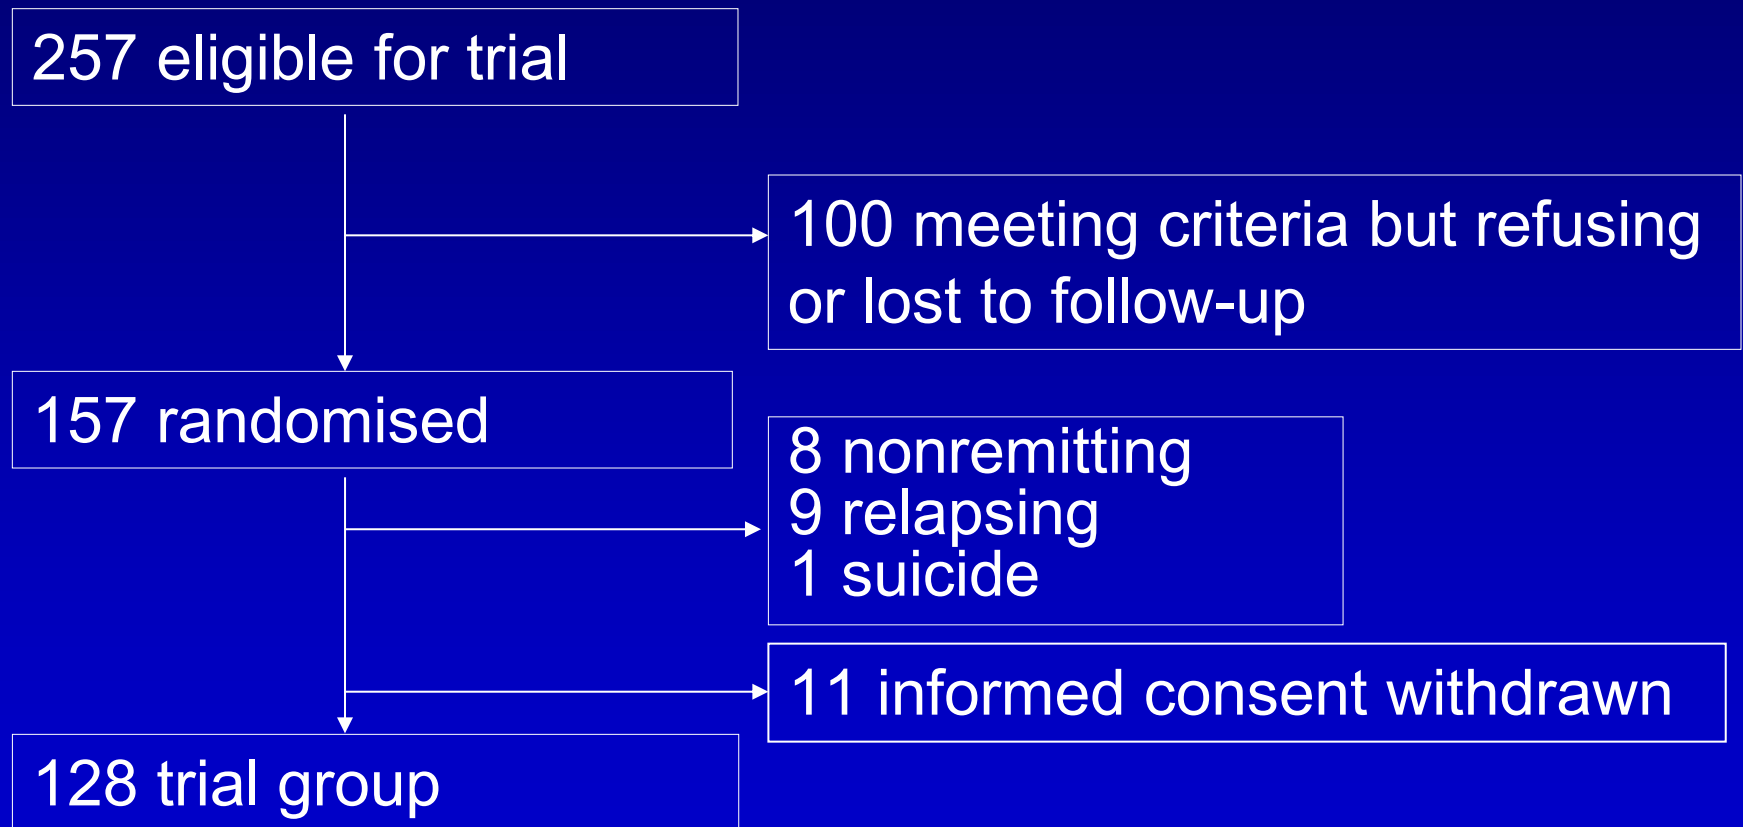 257 eligible for trial
100 meeting criteria but refusing
or lost to follow-up
157 randomised
8 nonremitting
9 relapsing
1 suicide
11 informed consent withdrawn
128 trial group